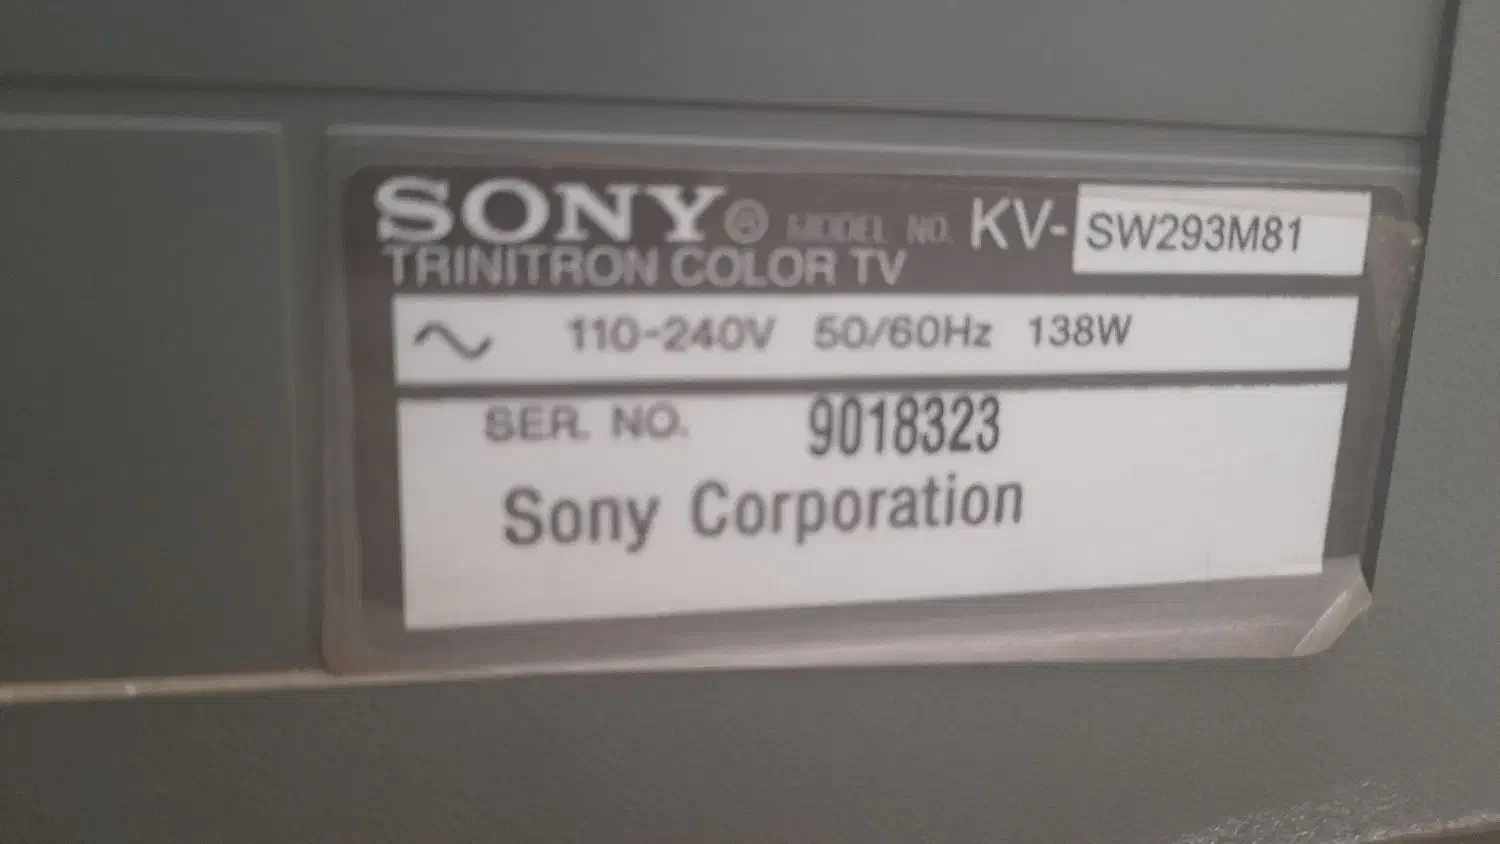 SONY® MODEL NO. KV-SW293M81
TRINITRON COLOR TV
110-240V 50/60Hz 138W
SER. NO. 9018323
Sony Corporation